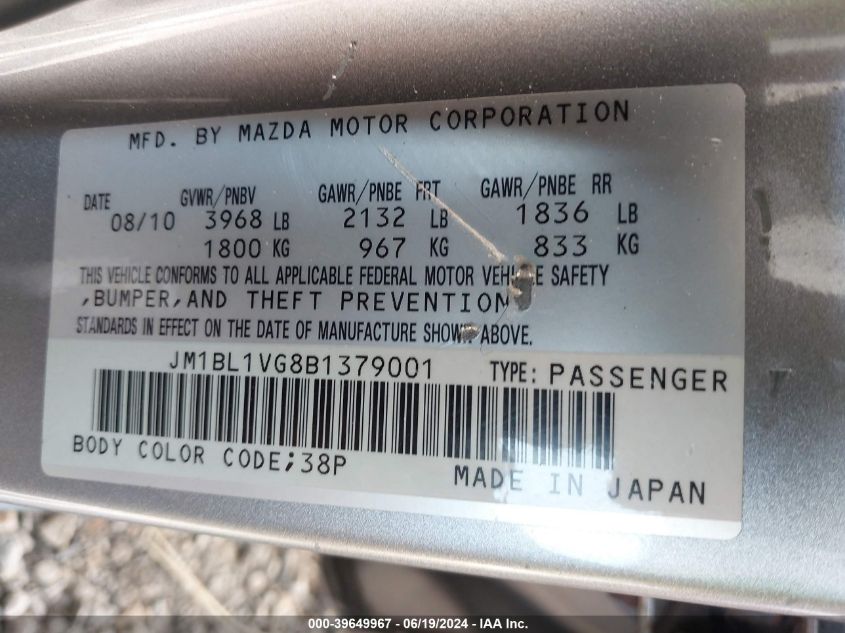 MFD. BY MAZDA MOTOR CORPORATION
DATE GVWR/PNBV GAWR/PNBE FRT GAWR/PNBE RR
08/10 3968 LB 2132 LB 1836 LB
1800 KG 967 KG 833 KG
THIS VEHICLE CONFORMS TO ALL APPLICABLE FEDERAL MOTOR VEHICLE SAFETY
,BUMPER,AND THEFT PREVENTION
STANDARDS IN EFFECT ON THE DATE OF MANUFACTURE SHOWN ABOVE.
JM1BL1VG8B1379001 TYPE: PASSENGER
BODY COLOR CODE;38P
MADE IN JAPAN
000-39649967 - 06/19/2024 - IAA Inc.